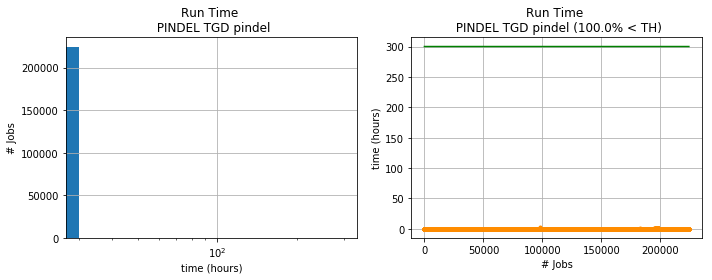 Run Time
PINDEL TGD pindel
# Jobs
200000
150000
100000
50000
0
10²
time (hours)
Run Time
PINDEL TGD pindel (100.0% < TH)
time (hours)
300
250
200
150
100
50
0
0
50000
100000
150000
200000
# Jobs